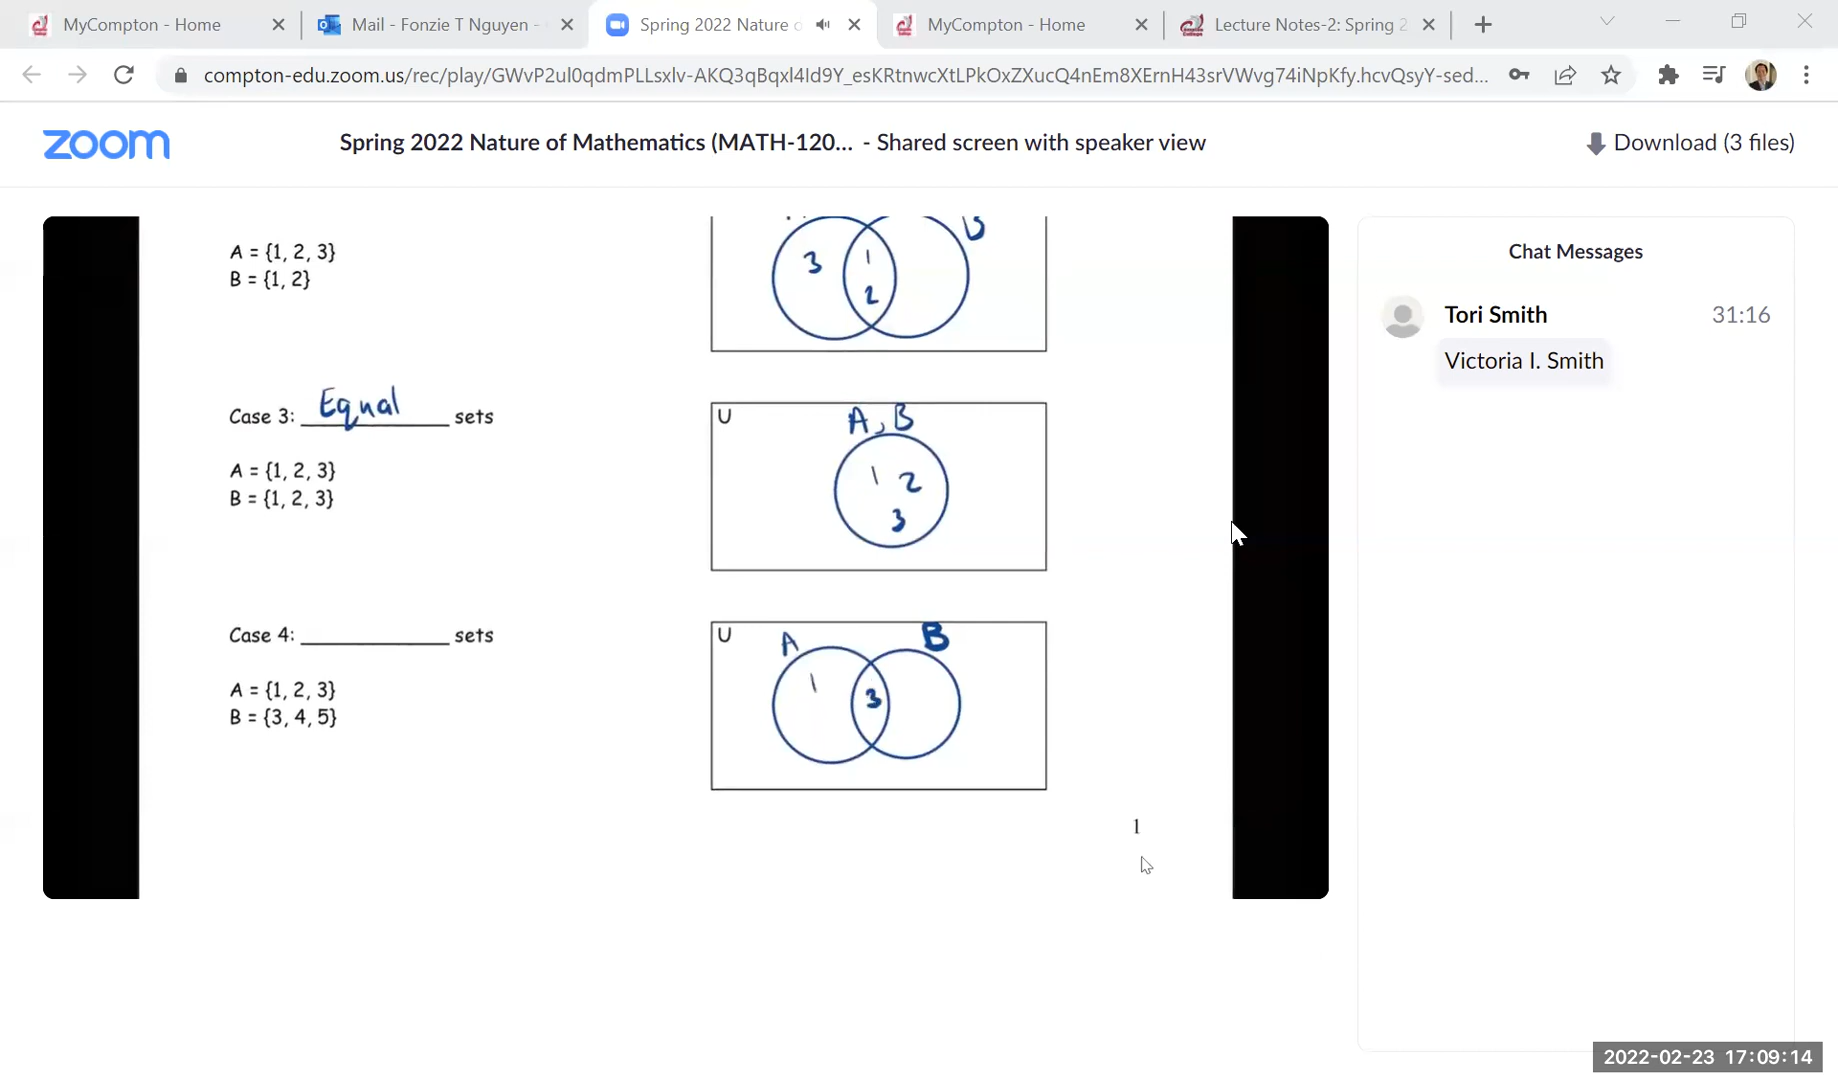 MyCompton - Home
Mail - Fonzie T Nguyen -
Spring 2022 Nature o
MyCompton - Home
Lecture Notes-2: Spring 2
compton-edu.zoom.us/rec/play/GWvP2ul0qdmPLLsxlv-AKQ3qBqxl4Id9Y_esKRtnwcXtLPkOxZXucQ4nEm8XErnH43srVWvg74iNpKfy.hcvQsyY-sed...
zoom
Spring 2022 Nature of Mathematics (MATH-120... - Shared screen with speaker view
Download (3 files)
A = {1, 2, 3}
B = {1, 2}
B
3
1
2
Case 3: Equal sets
A = {1, 2, 3}
B = {1, 2, 3}
U
A, B
1 2
3
Case 4: ____________ sets
A = {1, 2, 3}
B = {3, 4, 5}
U
A
B
1
3
1
Chat Messages
Tori Smith
31:16
Victoria I. Smith
2022-02-23 17:09:14